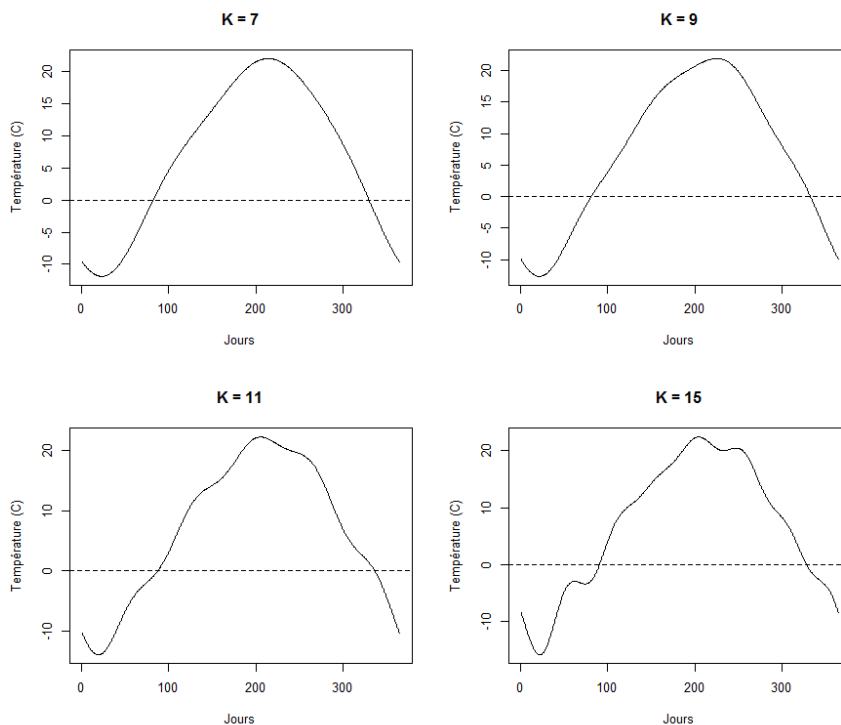 K = 7
Température (C)
-10 -5 0 5 10 15 20
0 100 200 300
Jours
K = 9
Température (C)
-10 -5 0 5 10 15 20
0 100 200 300
Jours
K = 11
Température (C)
-10 0 10 20
0 100 200 300
Jours
K = 15
Température (C)
-10 0 10 20
0 100 200 300
Jours